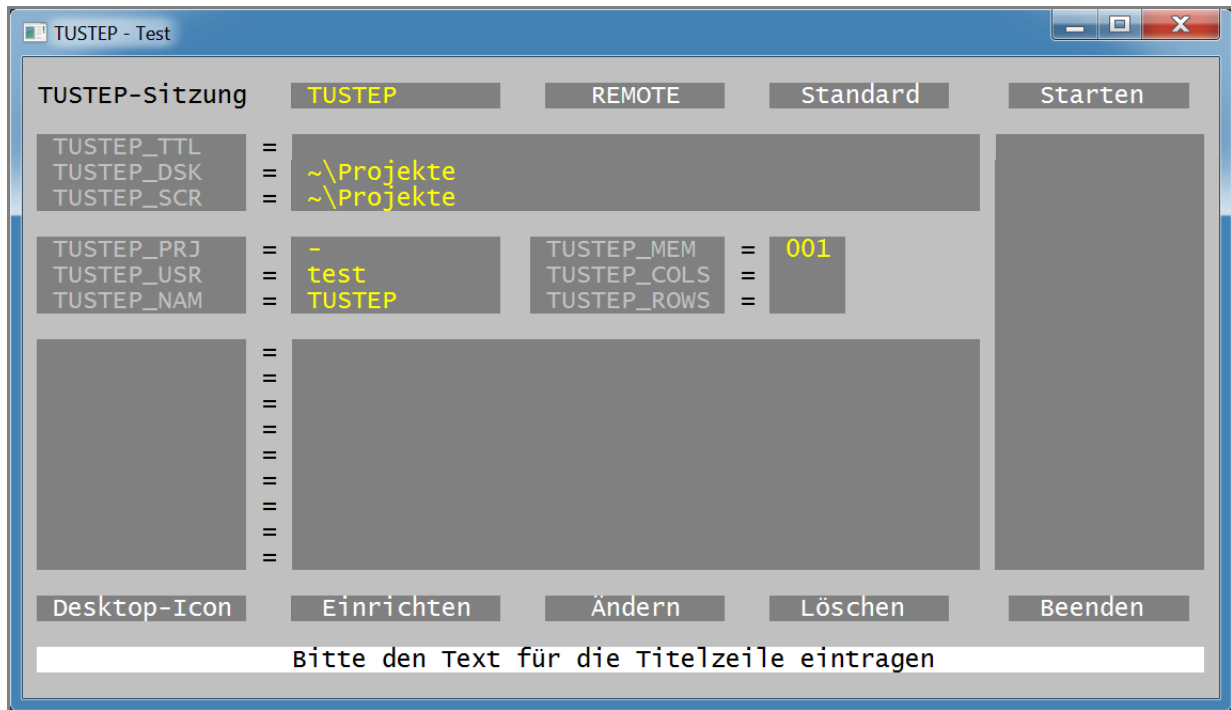 TUSTEP - Test
TUSTEP-Sitzung TUSTEP REMOTE Standard Starten
TUSTEP_TTL =
TUSTEP_DSK = ~\Projekte
TUSTEP_SCR = ~\Projekte
TUSTEP_PRJ = - TUSTEP_MEM = 001
TUSTEP_USR = test TUSTEP_COLS =
TUSTEP_NAM = TUSTEP TUSTEP_ROWS =
=
=
=
=
=
=
=
=
=
Desktop-Icon Einrichten Ändern Löschen Beenden
Bitte den Text für die Titelzeile eintragen